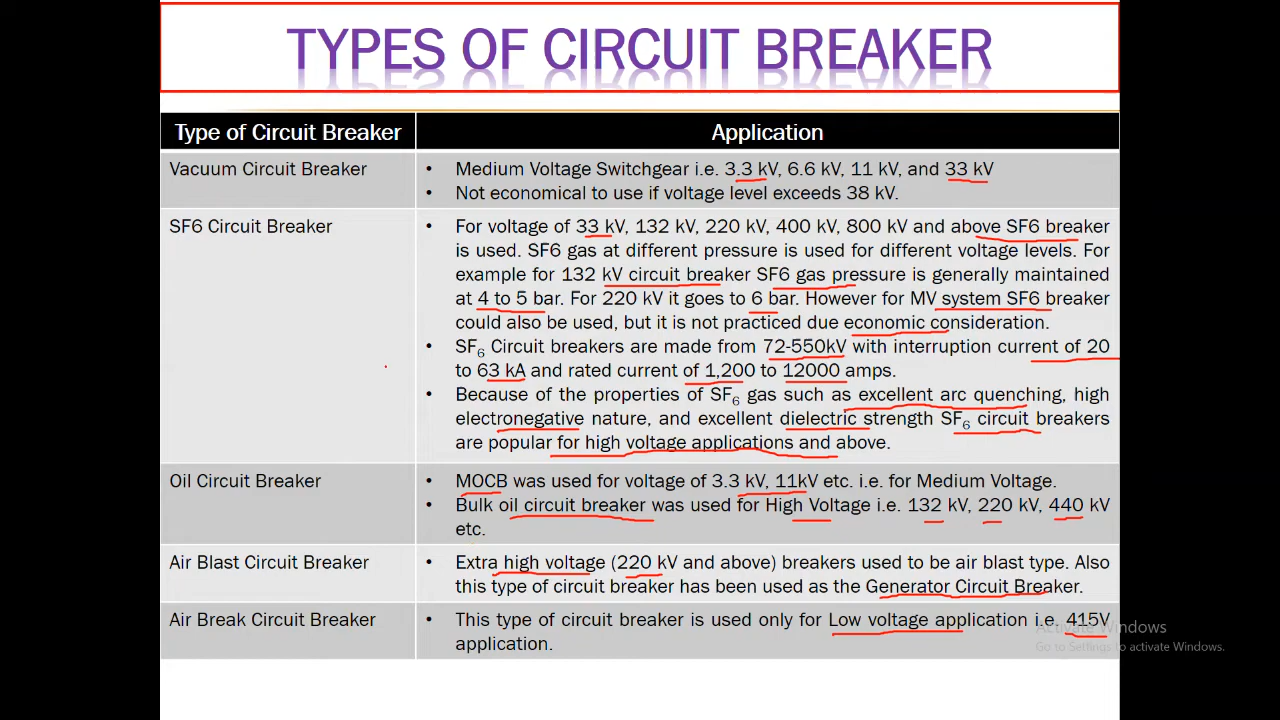 TYPES OF CIRCUIT BREAKER
Type of Circuit Breaker
Application
Vacuum Circuit Breaker
• Medium Voltage Switchgear i.e. 3.3 kV, 6.6 kV, 11 kV, and 33 kV
• Not economical to use if voltage level exceeds 38 kV.
SF6 Circuit Breaker
• For voltage of 33 kV, 132 kV, 220 kV, 400 kV, 800 kV and above SF6 breaker
is used. SF6 gas at different pressure is used for different voltage levels. For
example for 132 kV circuit breaker SF6 gas pressure is generally maintained
at 4 to 5 bar. For 220 kV it goes to 6 bar. However for MV system SF6 breaker
could also be used, but it is not practiced due economic consideration.
• SF₆ Circuit breakers are made from 72-550kV with interruption current of 20
to 63 kA and rated current of 1,200 to 12000 amps.
• Because of the properties of SF₆ gas such as excellent arc quenching, high
electronegative nature, and excellent dielectric strength SF₆ circuit breakers
are popular for high voltage applications and above.
Oil Circuit Breaker
• MOCB was used for voltage of 3.3 kV, 11kV etc. i.e. for Medium Voltage.
• Bulk oil circuit breaker was used for High Voltage i.e. 132 kV, 220 kV, 440 kV
etc.
Air Blast Circuit Breaker
• Extra high voltage (220 kV and above) breakers used to be air blast type. Also
this type of circuit breaker has been used as the Generator Circuit Breaker.
Air Break Circuit Breaker
• This type of circuit breaker is used only for Low voltage application i.e. 415V
application.
Activate Windows
Go to Settings to activate Windows.